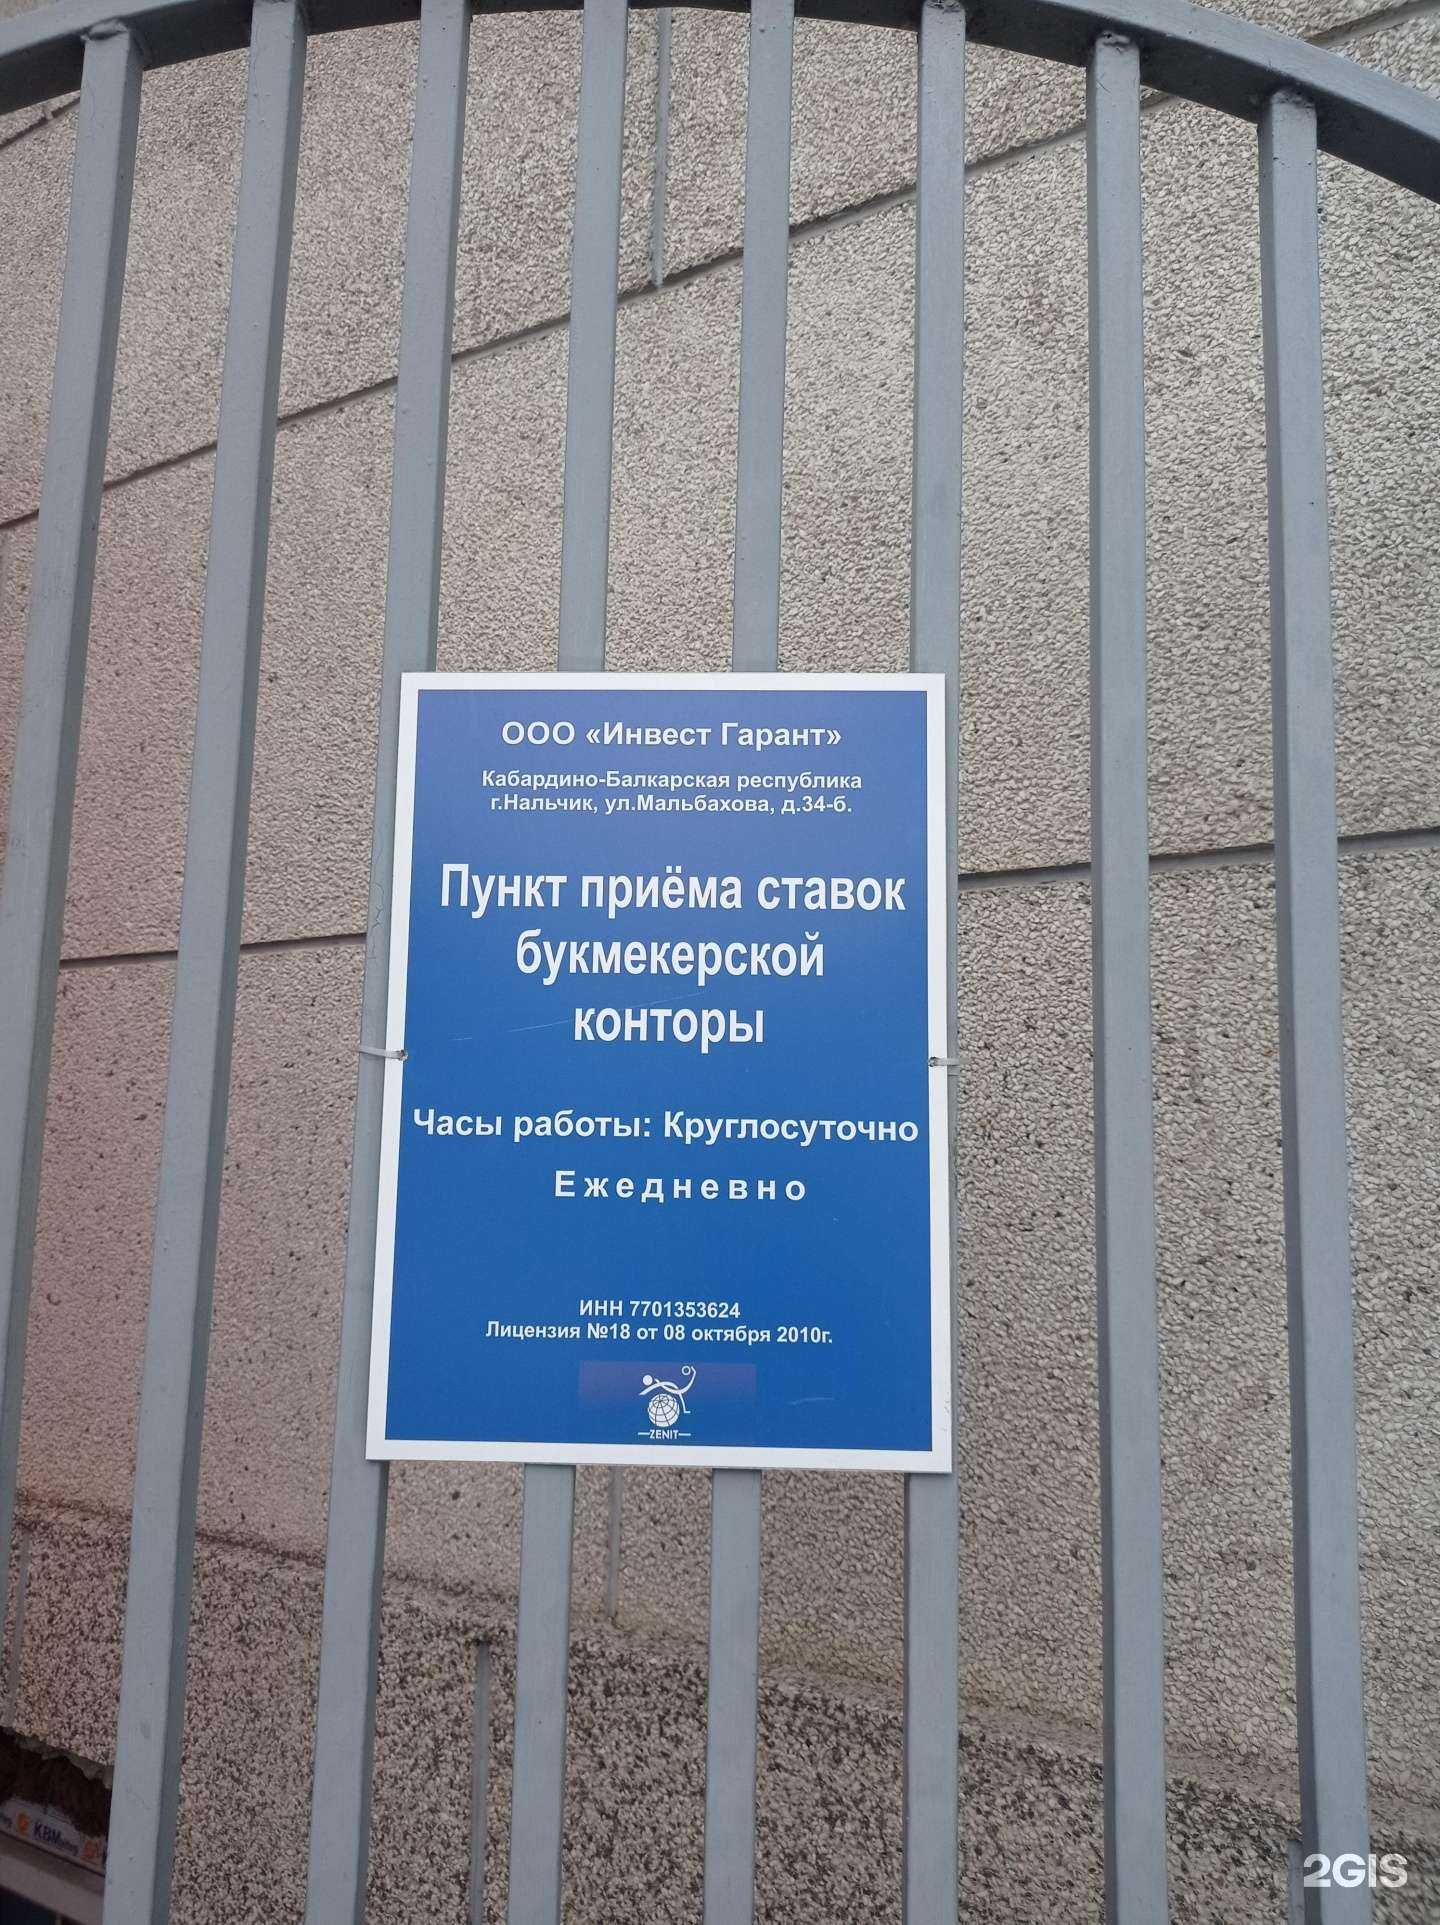 ООО «Инвест Гарант»
Кабардино-Балкарская республика
г.Нальчик, ул.Мальбахова, д.34-б.
Пункт приёма ставок
букмекерской
конторы
Часы работы: Круглосуточно
Ежедневно
ИНН 7701353624
Лицензия №18 от 08 октября 2010г.
ZENIT
KBM
2GIS